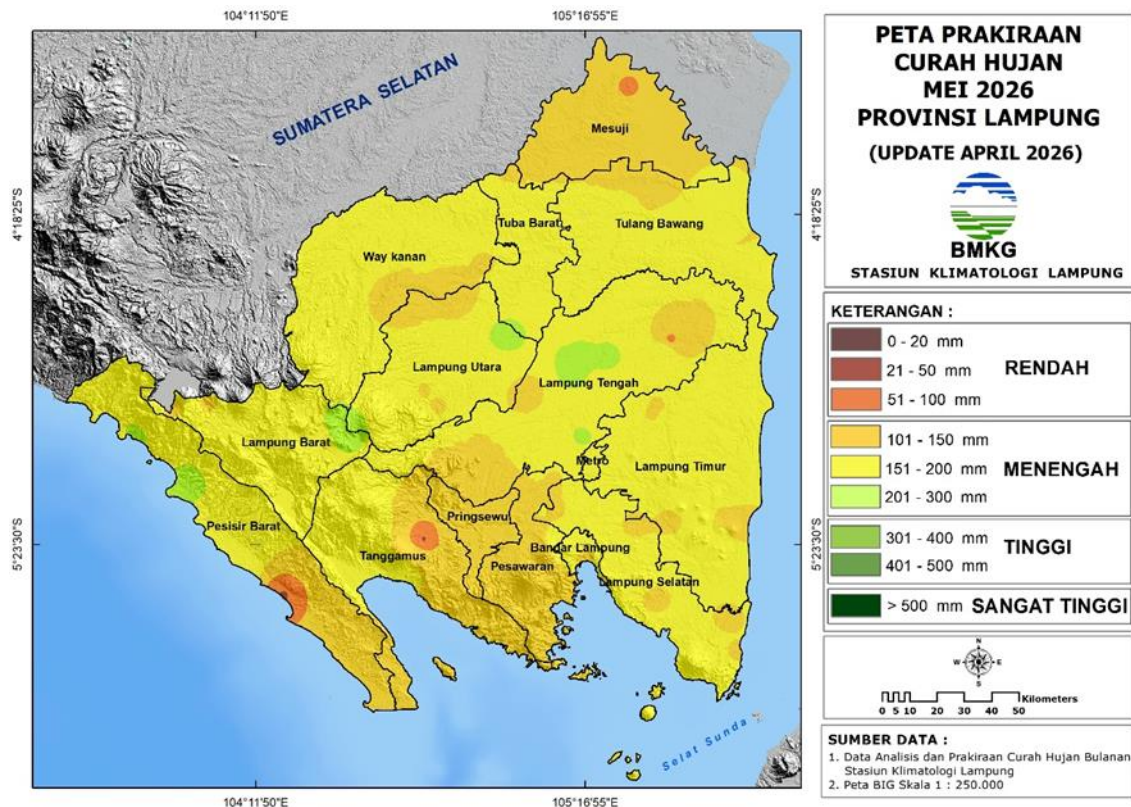 104°11'50"E
105°16'55"E
PETA PRAKIRAAN
CURAH HUJAN
MEI 2026
PROVINSI LAMPUNG
(UPDATE APRIL 2026)
BMKG
STASIUN KLIMATOLOGI LAMPUNG
KETERANGAN :
0 - 20 mm
21 - 50 mm
51 - 100 mm
RENDAH
101 - 150 mm
151 - 200 mm
201 - 300 mm
MENENGAH
301 - 400 mm
401 - 500 mm
TINGGI
> 500 mm
SANGAT TINGGI
N
W
E
S
Kilometers
0 5 10 20 30 40 50
SUMBER DATA :
1. Data Analisis dan Prakiraan Curah Hujan Bulanan
Stasiun Klimatologi Lampung
2. Peta BIG Skala 1 : 250.000
SUMATERA SELATAN
Mesuji
4°18'25"S
4°18'25"S
Tuba Barat
Tulang Bawang
Way kanan
Lampung Utara
Lampung Tengah
Lampung Barat
Metro
Lampung Timur
Pesisir Barat
Pringsewu
5°23'30"S
5°23'30"S
Tanggamus
Pesawaran
Bandar Lampung
Lampung Selatan
Selat Sunda
104°11'50"E
105°16'55"E